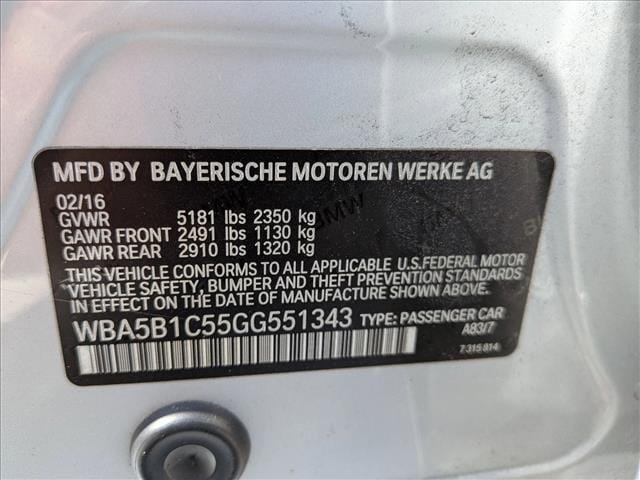 MFD BY BAYERISCHE MOTOREN WERKE AG
02/16
GVWR 5181 lbs 2350 kg
GAWR FRONT 2491 lbs 1130 kg
GAWR REAR 2910 lbs 1320 kg
THIS VEHICLE CONFORMS TO ALL APPLICABLE U.S.FEDERAL MOTOR
VEHICLE SAFETY, BUMPER AND THEFT PREVENTION STANDARDS
IN EFFECT ON THE DATE OF MANUFACTURE SHOWN ABOVE.
WBA5B1C55GG551343 TYPE: PASSENGER CAR
A83/7
7 315 814